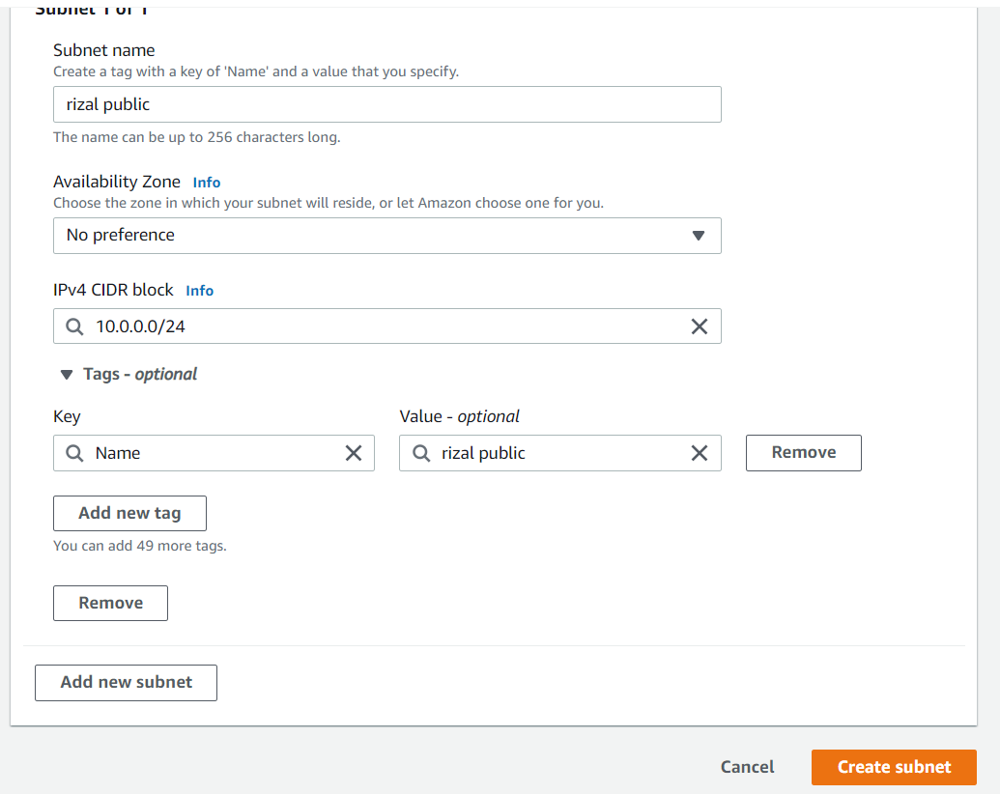 Subnet 1 of 1
Subnet name
Create a tag with a key of 'Name' and a value that you specify.
rizal public
The name can be up to 256 characters long.
Availability Zone Info
Choose the zone in which your subnet will reside, or let Amazon choose one for you.
No preference
IPv4 CIDR block Info
10.0.0.0/24
Tags - optional
Key Value - optional
Name rizal public Remove
Add new tag
You can add 49 more tags.
Remove
Add new subnet
Cancel Create subnet